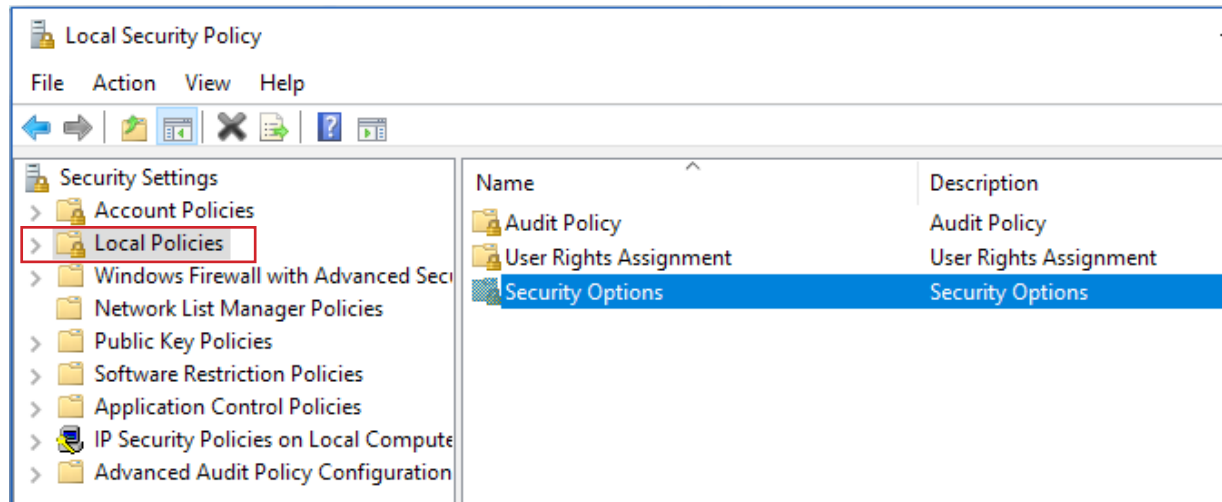 Local Security Policy
File Action View Help
Security Settings
Account Policies
Local Policies
Windows Firewall with Advanced Secu
Network List Manager Policies
Public Key Policies
Software Restriction Policies
Application Control Policies
IP Security Policies on Local Compute
Advanced Audit Policy Configuration
Name Description
Audit Policy Audit Policy
User Rights Assignment User Rights Assignment
Security Options Security Options